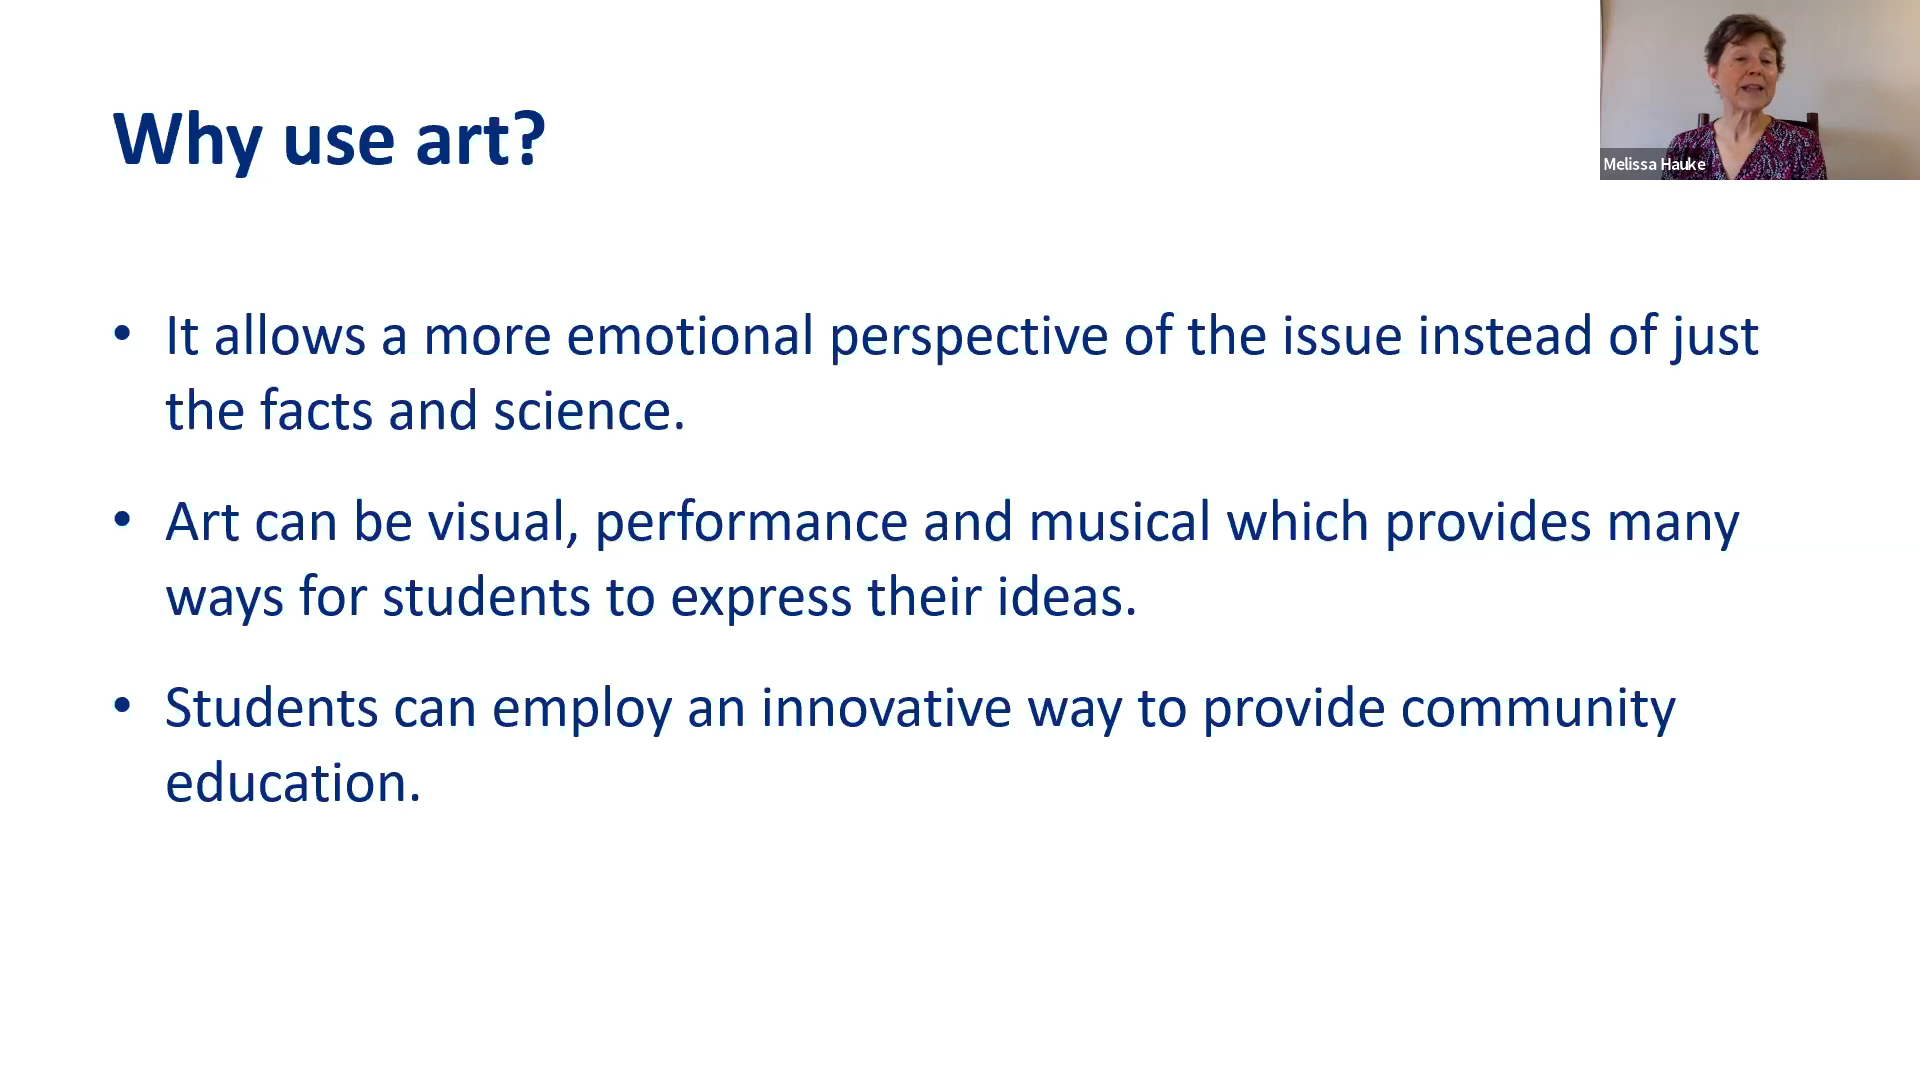 Why use art?
Melissa Hauke
• It allows a more emotional perspective of the issue instead of just
the facts and science.
• Art can be visual, performance and musical which provides many
ways for students to express their ideas.
• Students can employ an innovative way to provide community
education.